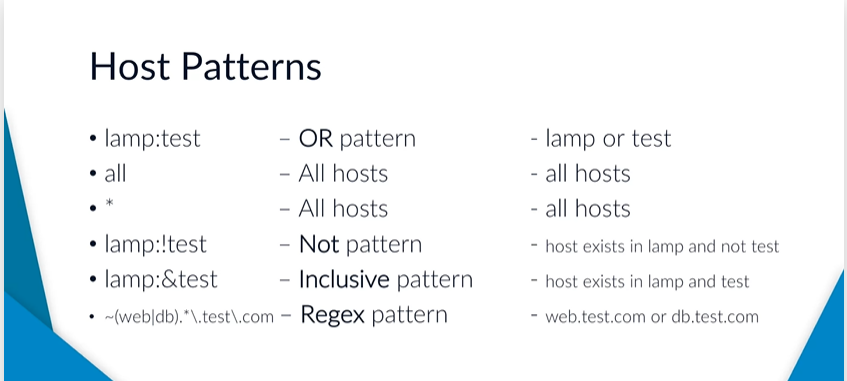 Host Patterns
• lamp:test – OR pattern - lamp or test
• all – All hosts - all hosts
• * – All hosts - all hosts
• lamp:!test – Not pattern - host exists in lamp and not test
• lamp:&test – Inclusive pattern - host exists in lamp and test
• ~(web|db).*\.test\.com – Regex pattern - web.test.com or db.test.com